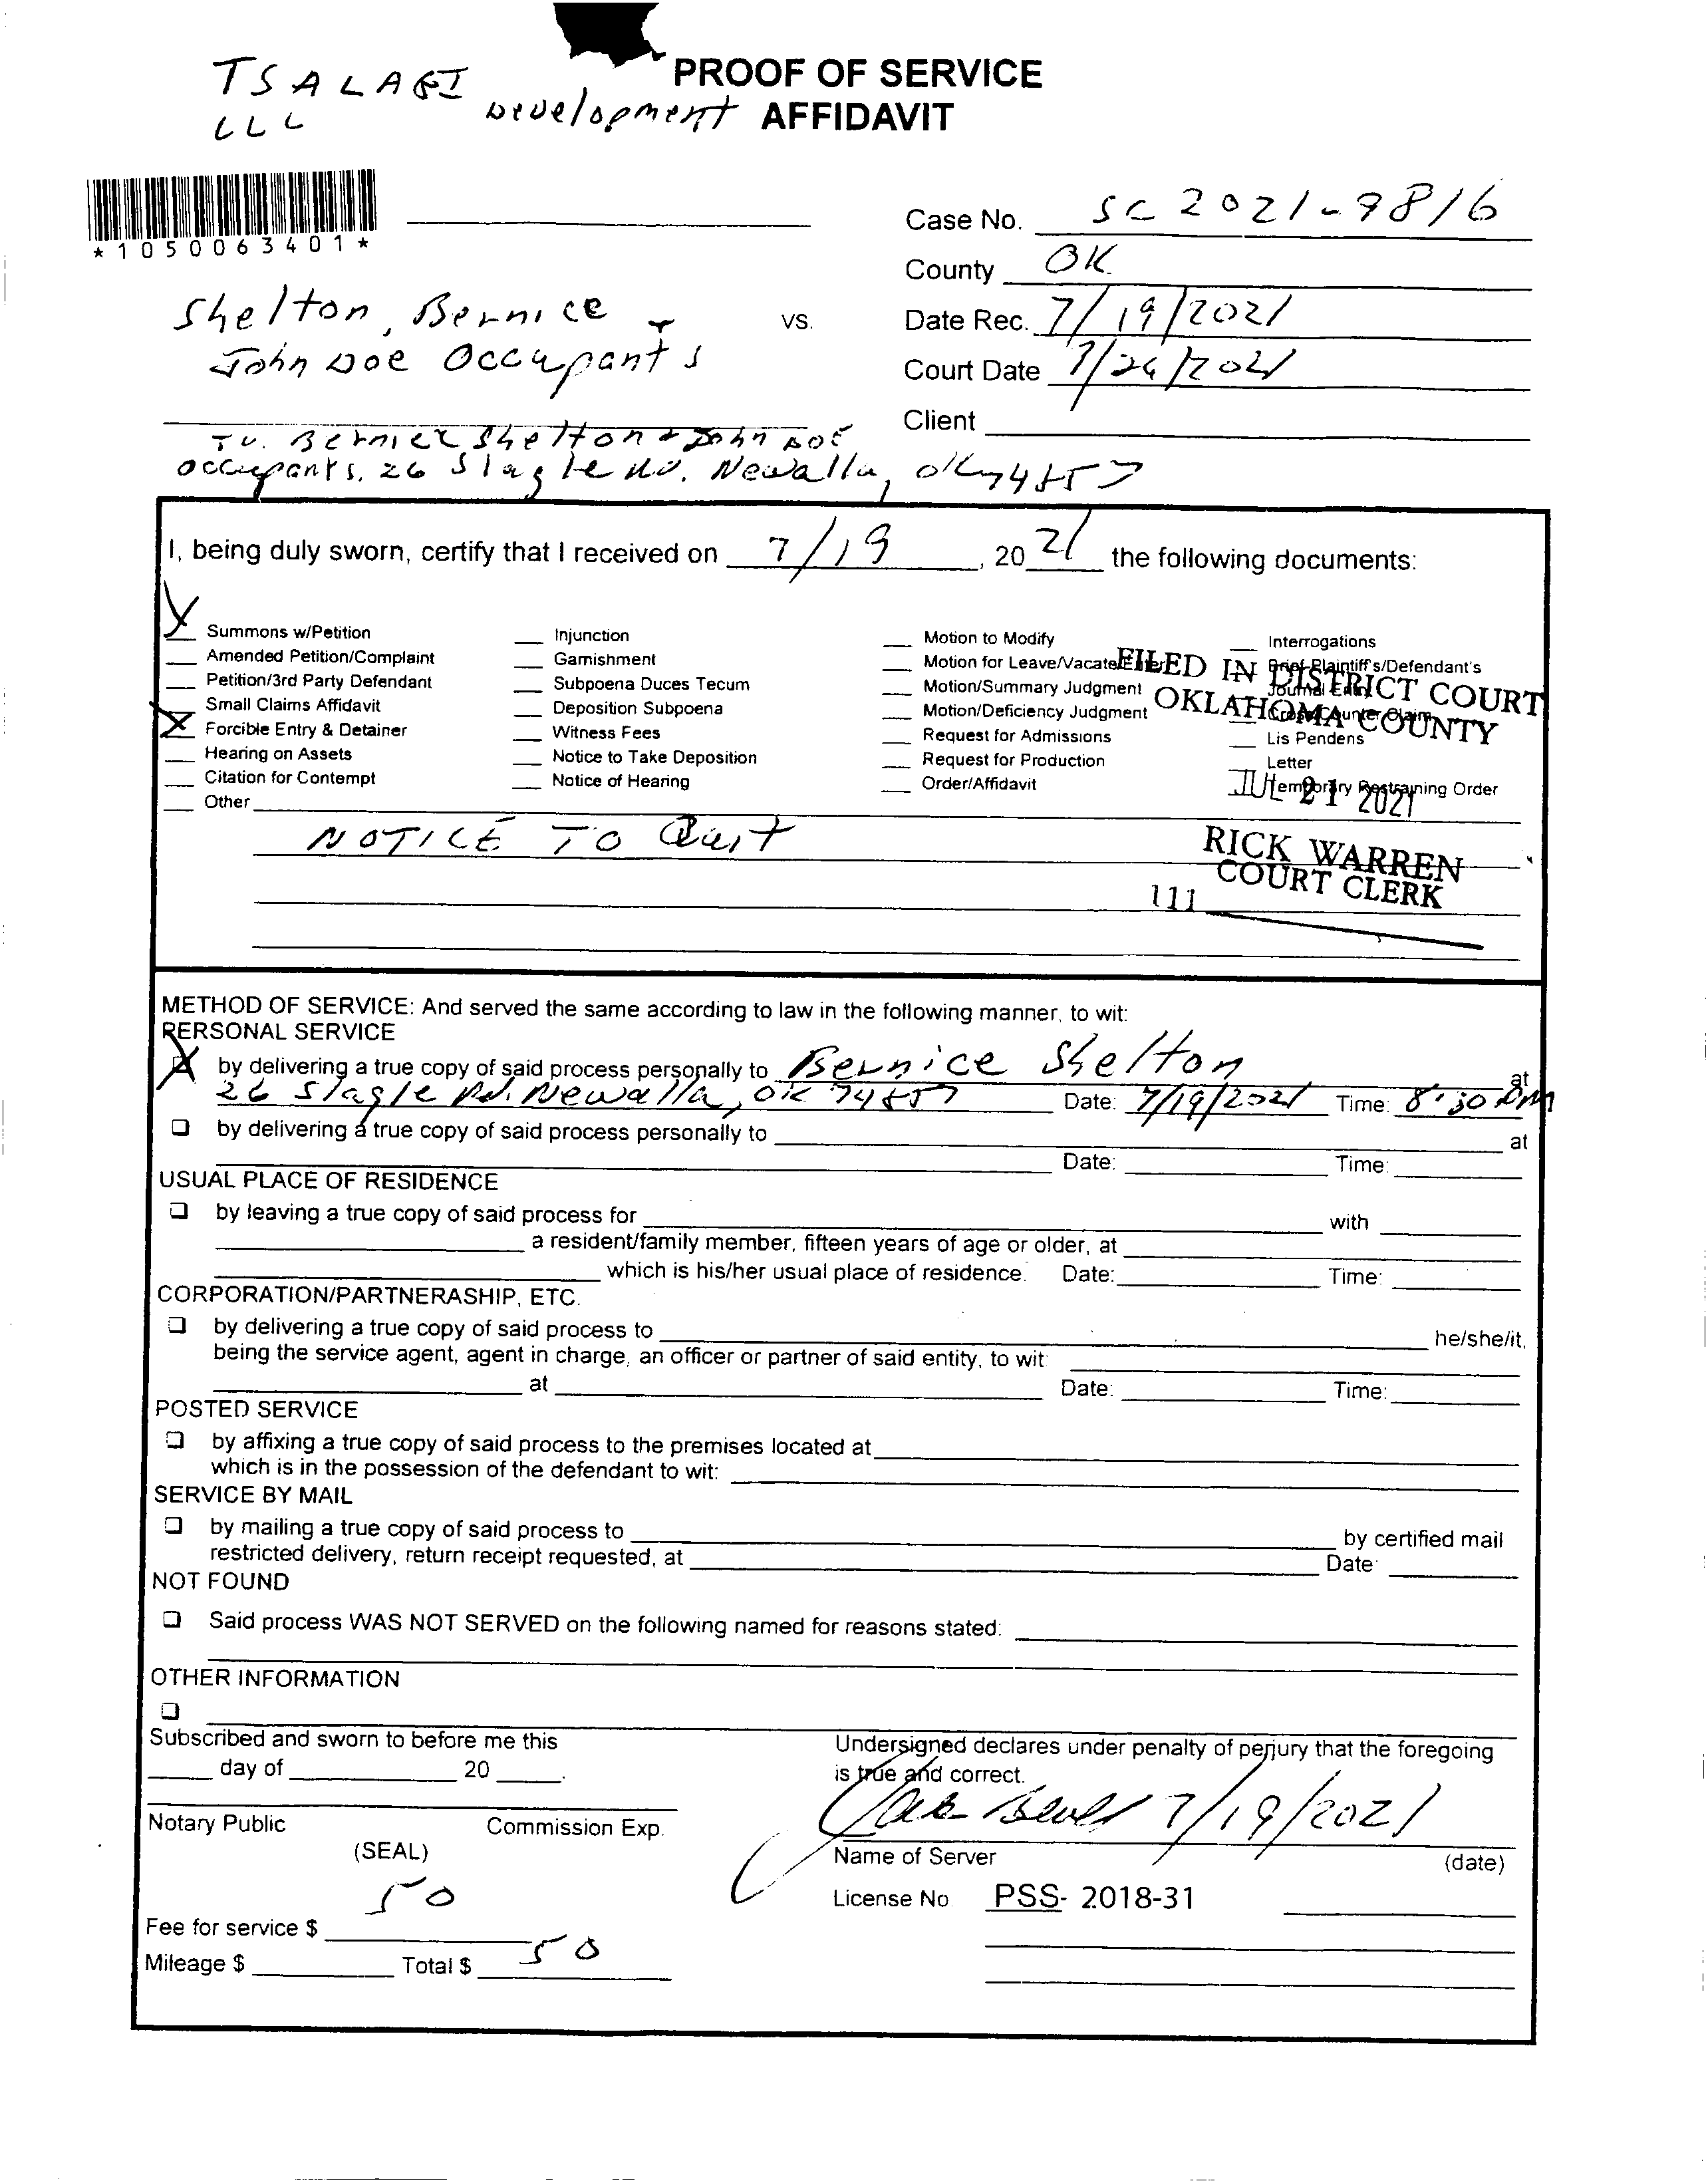 TSALAGI
Development
LLC
PROOF OF SERVICE
AFFIDAVIT
*1050063401*
Case No. SC 2021-9816
County OK
Shelton, Bernice +
John Doe Occupants
vs.
Date Rec. 7/19/2021
Court Date 7/26/2021
Client
To. Bernice Shelton + John Doe
occupants, 26 Slagle Rd. Newalla, OK 74857
I, being duly sworn, certify that I received on 7/19, 20 21 the following documents:
X Summons w/Petition
Amended Petition/Complaint
Petition/3rd Party Defendant
Small Claims Affidavit
X Forcible Entry & Detainer
Hearing on Assets
Citation for Contempt
Other
Injunction
Garnishment
Subpoena Duces Tecum
Deposition Subpoena
Witness Fees
Notice to Take Deposition
Notice of Hearing
Motion to Modify
Motion for Leave/Vacate/Enter
Motion/Summary Judgment
Motion/Deficiency Judgment
Request for Admissions
Request for Production
Order/Affidavit
Interrogations
Brief-Plaintiff's/Defendant's
Journal Entry
Cross/Counter Claim
Lis Pendens
Letter
Temporary Restraining Order
FILED IN DISTRICT COURT
OKLAHOMA COUNTY
JUL 21 2021
RICK WARREN
COURT CLERK
111
NOTICE TO Quit
METHOD OF SERVICE: And served the same according to law in the following manner, to wit:
PERSONAL SERVICE
X by delivering a true copy of said process personally to Bernice Shelton at
26 Slagle Rd. Newalla, OK 74857 Date: 7/19/2021 Time: 8:30 PM
by delivering a true copy of said process personally to at
Date: Time:
USUAL PLACE OF RESIDENCE
by leaving a true copy of said process for with
a resident/family member, fifteen years of age or older, at
which is his/her usual place of residence. Date: Time:
CORPORATION/PARTNERASHIP, ETC.
by delivering a true copy of said process to he/she/it,
being the service agent, agent in charge, an officer or partner of said entity, to wit:
at Date: Time:
POSTED SERVICE
by affixing a true copy of said process to the premises located at
which is in the possession of the defendant to wit:
SERVICE BY MAIL
by mailing a true copy of said process to by certified mail
restricted delivery, return receipt requested, at Date
NOT FOUND
Said process WAS NOT SERVED on the following named for reasons stated:
OTHER INFORMATION
Subscribed and sworn to before me this
day of 20 .
Notary Public Commission Exp.
(SEAL)
Undersigned declares under penalty of perjury that the foregoing
is true and correct.
7/19/2021
Name of Server (date)
License No. PSS- 2018-31
Fee for service $ 50
Mileage $ Total $ 50